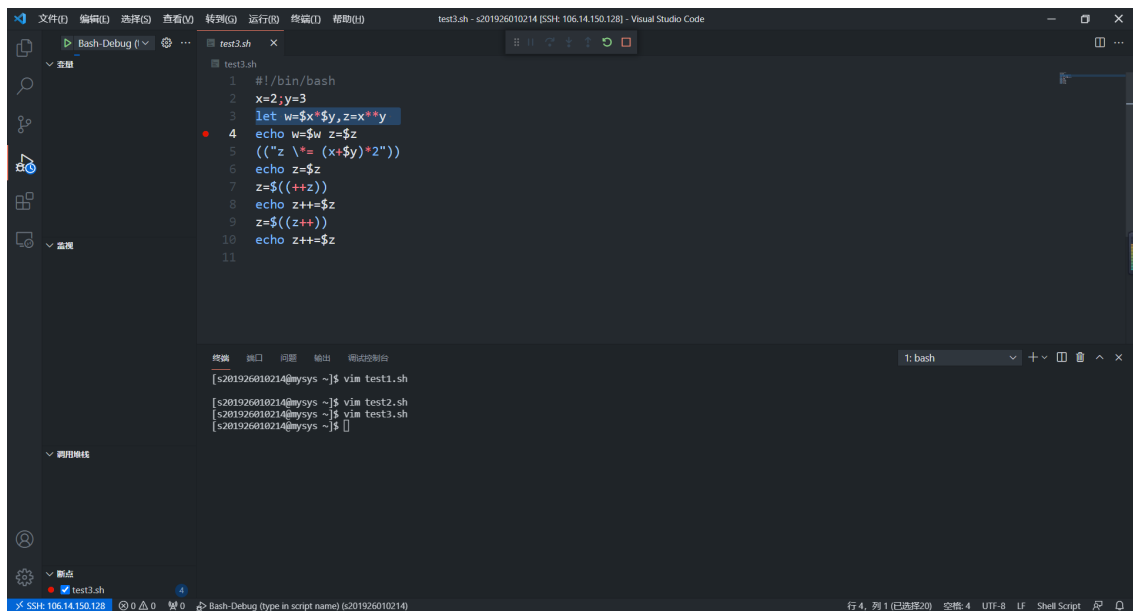 文件(F) 编辑(E) 选择(S) 查看(V) 转到(G) 运行(R) 终端(T) 帮助(H) test3.sh - s201926010214 [SSH: 106.14.150.128] - Visual Studio Code
Bash-Debug (l test3.sh
变量
test3.sh
1 #!/bin/bash
2 x=2;y=3
3 let w=$x*$y,z=x**y
4 echo w=$w z=$z
5 (("z \*= (x+$y)*2"))
6 echo z=$z
7 z=$((++z))
8 echo z++=$z
9 z=$((z++))
10 echo z++=$z
11
监视
终端 端口 问题 输出 调试控制台 1: bash
[s201926010214@mysys ~]$ vim test1.sh
[s201926010214@mysys ~]$ vim test2.sh
[s201926010214@mysys ~]$ vim test3.sh
[s201926010214@mysys ~]$
调用堆栈
断点
test3.sh 4
SSH: 106.14.150.128 0 0 0 Bash-Debug (type in script name) (s201926010214) 行 4，列 1 (已选择20) 空格: 4 UTF-8 LF Shell Script